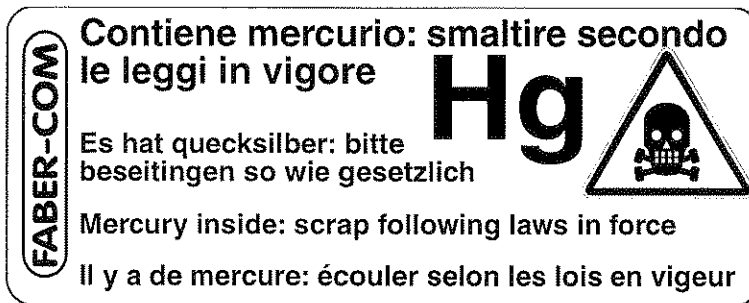 FABER-COM
Contiene mercurio: smaltire secondo
le leggi in vigore
Hg
Es hat quecksilber: bitte
beseitingen so wie gesetzlich
Mercury inside: scrap following laws in force
Il y a de mercure: écouler selon les lois en vigeur